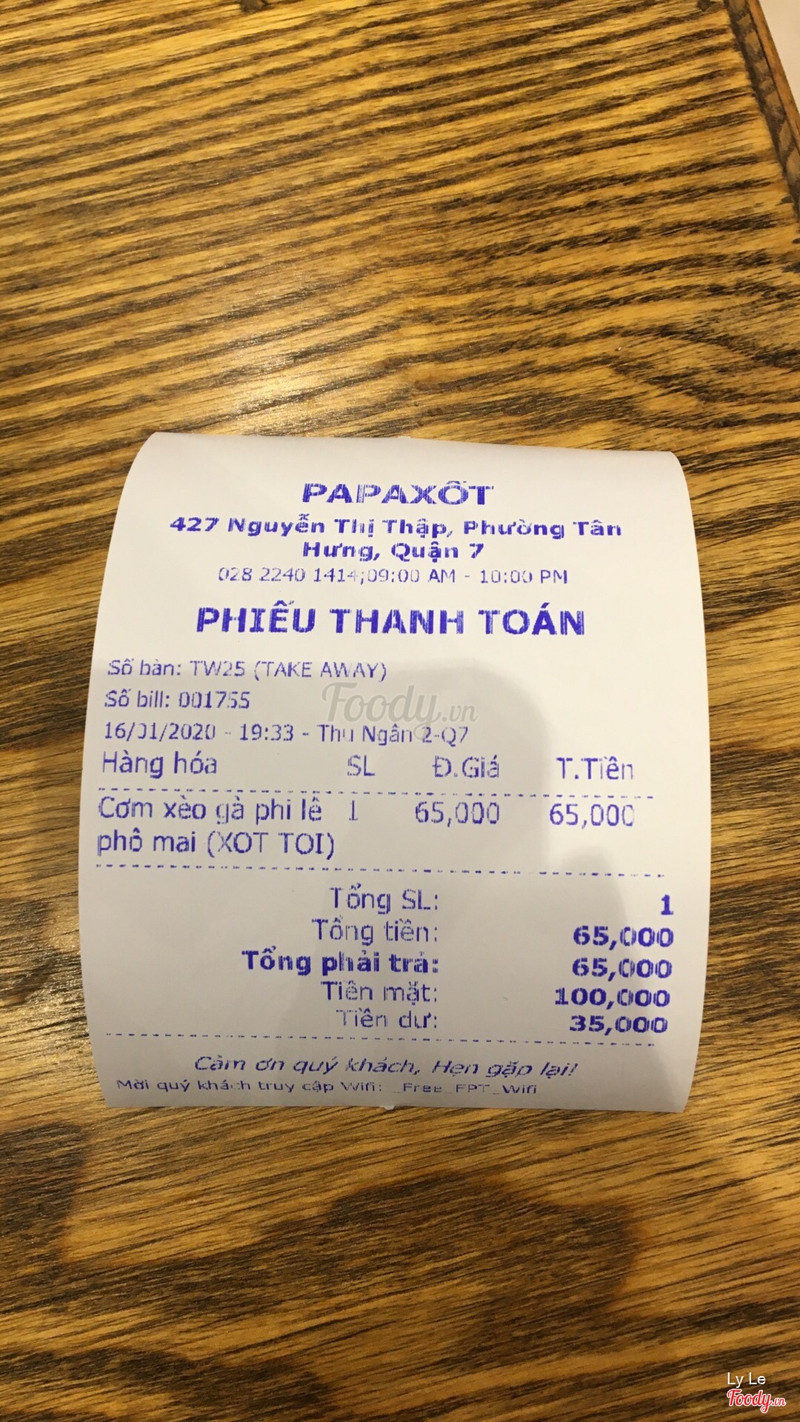 PAPAXỐT
427 Nguyễn Thị Thập, Phường Tân
Hưng, Quận 7
028 2240 1414;09:00 AM - 10:00 PM
PHIẾU THANH TOÁN
Số bàn: TW25 (TAKE AWAY)
Số bill: 001755
Foody.vn
16/01/2020 - 19:33 - Thu Ngân 2-Q7
Hàng hóa SL Đ.Giá T.Tiền
Cơm xèo gà phi lê 1 65,000 65,000
phô mai (XOT TOI)
Tổng SL: 1
Tổng tiền: 65,000
Tổng phải trả: 65,000
Tiền mặt: 100,000
Tiền dư: 35,000
Cảm ơn quý khách, Hẹn gặp lại!
Mời quý khách truy cập Wifi: _Free_FPT_Wifi
Ly Le
Foody.vn